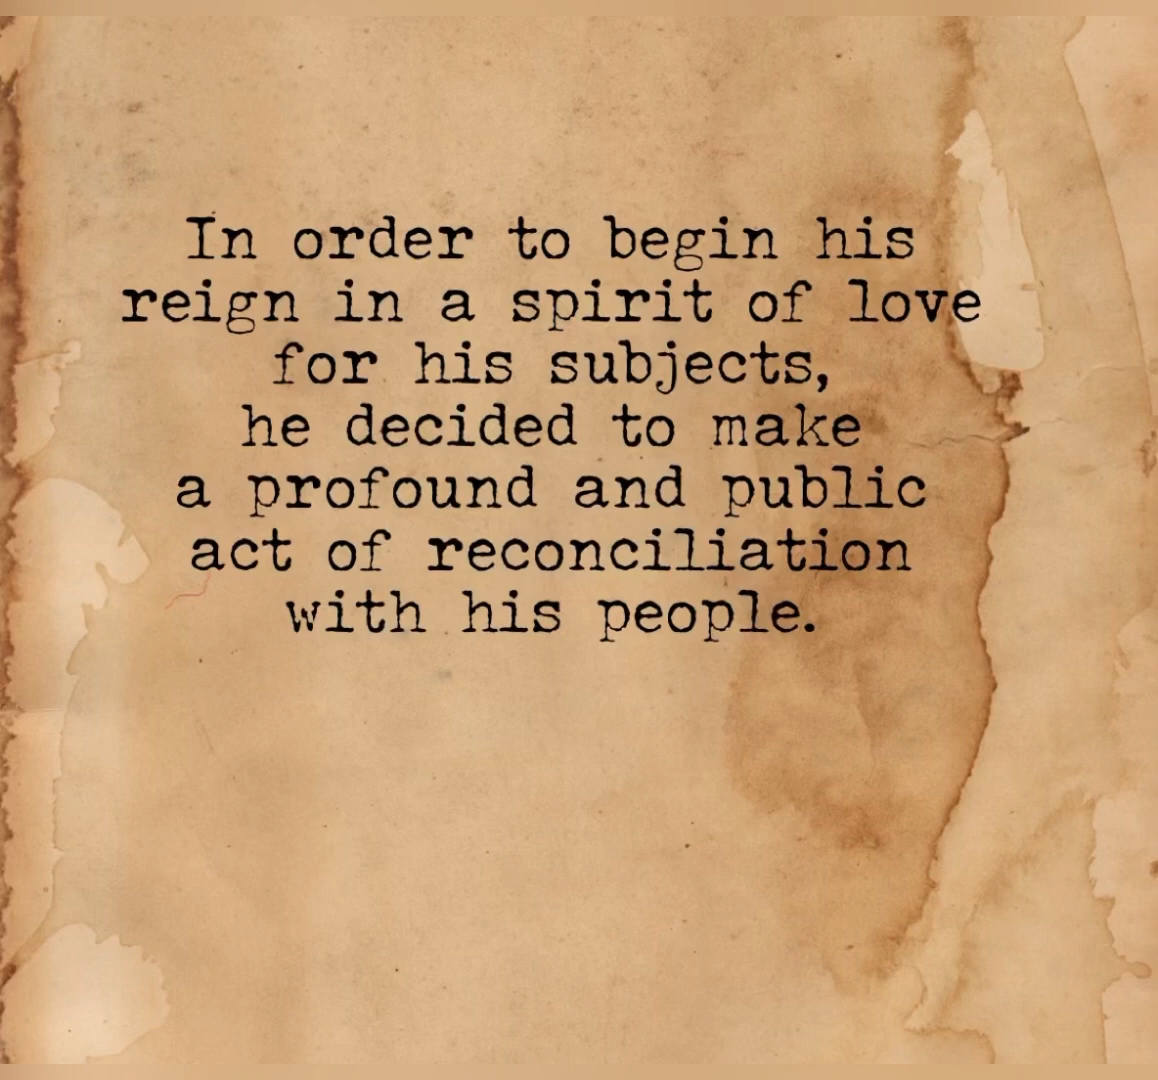 In order to begin his
reign in a spirit of love
for his subjects,
he decided to make
a profound and public
act of reconciliation
with his people.